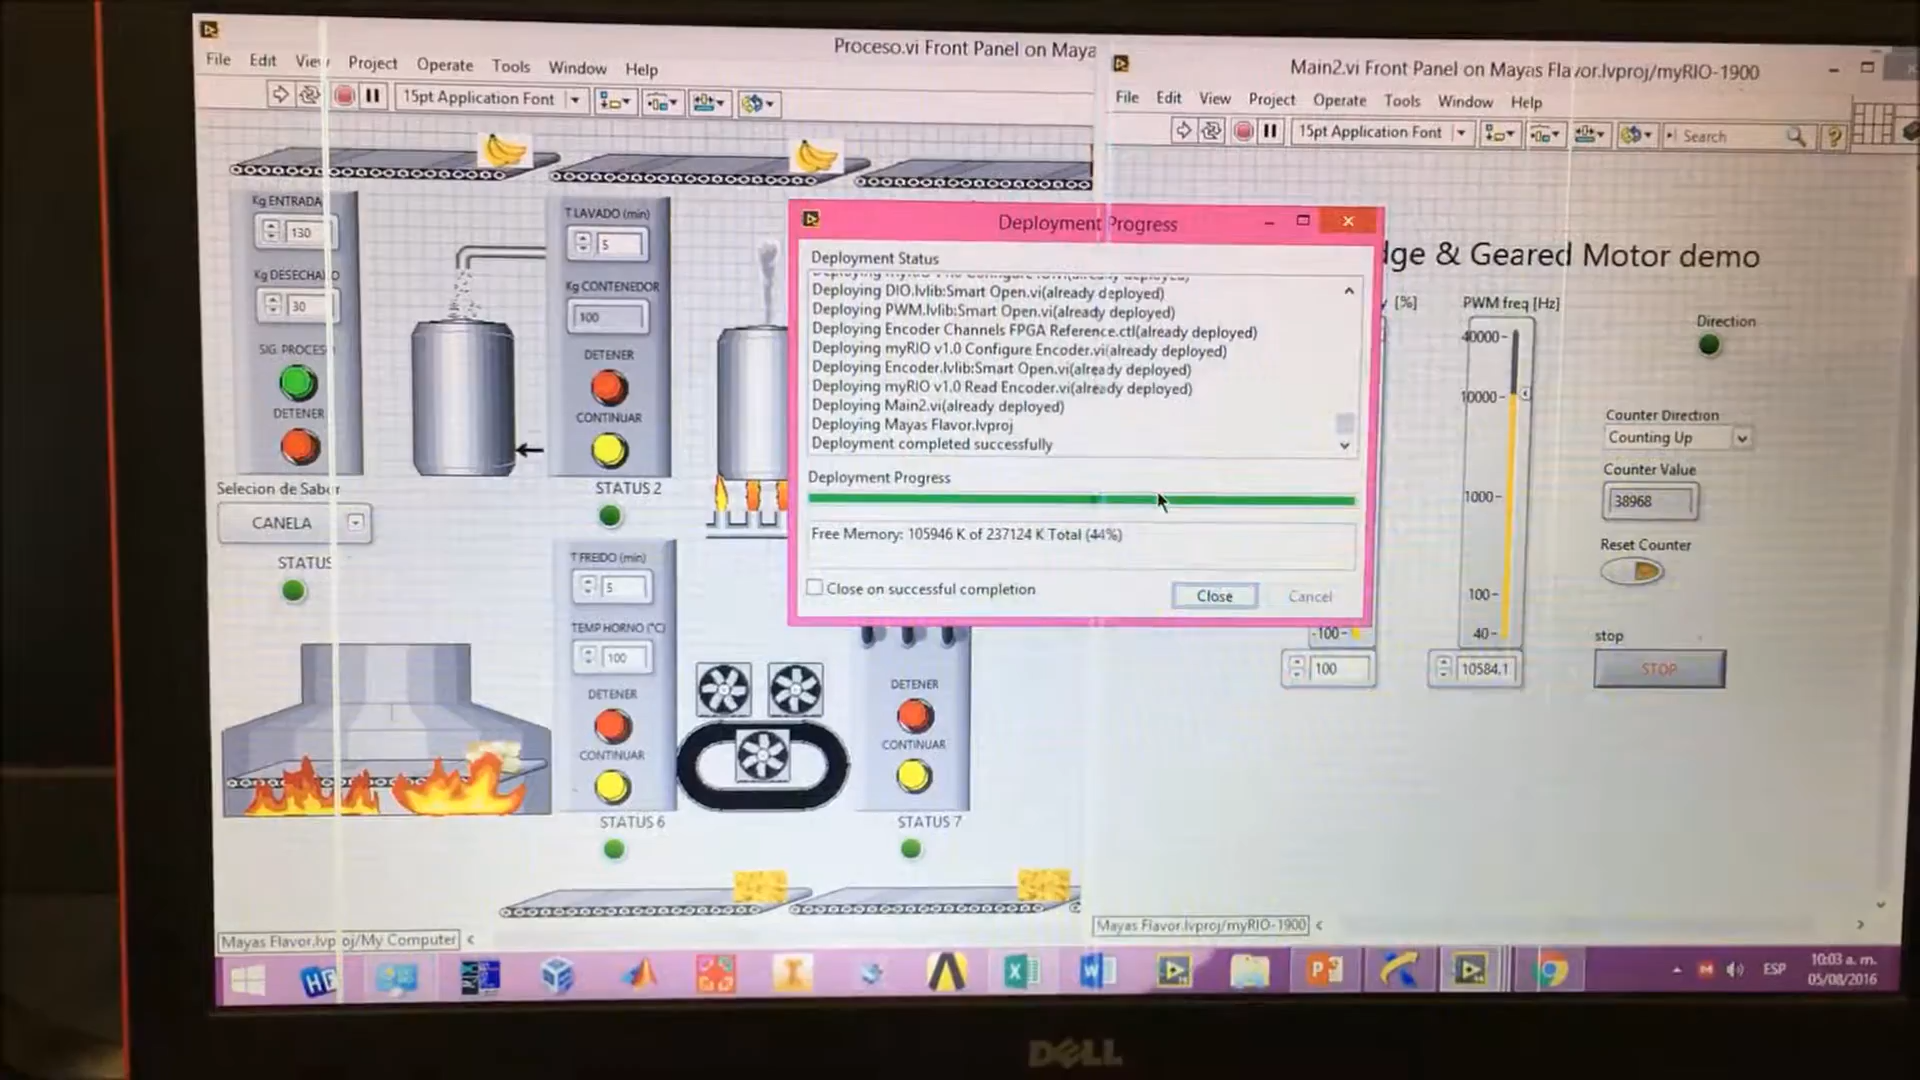 Proceso.vi Front Panel on Maya
File Edit View Project Operate Tools Window Help
15pt Application Font
Main2.vi Front Panel on Mayas Flavor.lvproj/myRIO-1900
File Edit View Project Operate Tools Window Help
15pt Application Font
Search
Kg ENTRADA
130
Kg DESECHADO
30
SIG. PROCESO
DETENER
Selecion de Sabor
CANELA
STATUS
T LAVADO (min)
5
Kg CONTENEDOR
100
DETENER
CONTINUAR
STATUS 2
T FREIDO (min)
5
TEMP HORNO (°C)
100
DETENER
CONTINUAR
STATUS 6
DETENER
CONTINUAR
STATUS 7
Deployment Progress
Deployment Status
Deploying DIO.lvlib:Smart Open.vi(already deployed)
Deploying PWM.lvlib:Smart Open.vi(already deployed)
Deploying Encoder Channels FPGA Reference.ctl(already deployed)
Deploying myRIO v1.0 Configure Encoder.vi(already deployed)
Deploying Encoder.lvlib:Smart Open.vi(already deployed)
Deploying myRIO v1.0 Read Encoder.vi(already deployed)
Deploying Main2.vi(already deployed)
Deploying Mayas Flavor.lvproj
Deployment completed successfully
Deployment Progress
Free Memory: 105946 K of 237124 K Total (44%)
Close on successful completion
Close Cancel
dge & Geared Motor demo
[%]
-100
100
PWM freq [Hz]
40000
10000
1000
100
40
10584.1
Direction
Counter Direction
Counting Up
Counter Value
38968
Reset Counter
stop
STOP
Mayas Flavor.lvproj/My Computer
Mayas Flavor.lvproj/myRIO-1900
ESP
10:03 a. m.
05/08/2016
DELL